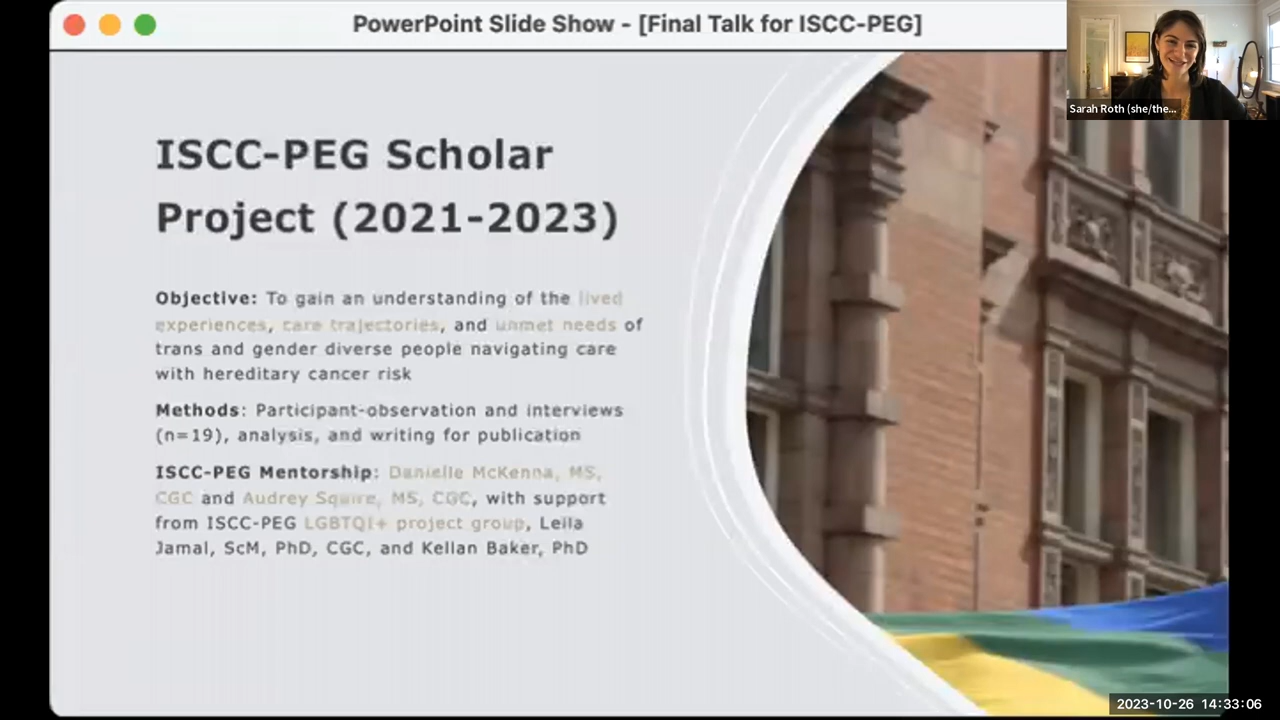 PowerPoint Slide Show - [Final Talk for ISCC-PEG]
Sarah Roth (she/the...
ISCC-PEG Scholar
Project (2021-2023)
Objective: To gain an understanding of the lived
experiences, care trajectories, and unmet needs of
trans and gender diverse people navigating care
with hereditary cancer risk
Methods: Participant-observation and interviews
(n=19), analysis, and writing for publication
ISCC-PEG Mentorship: Danielle McKenna, MS,
CGC and Audrey Squire, MS, CGC, with support
from ISCC-PEG LGBTQI+ project group, Leila
Jamal, ScM, PhD, CGC, and Kellan Baker, PhD
2023-10-26 14:33:06